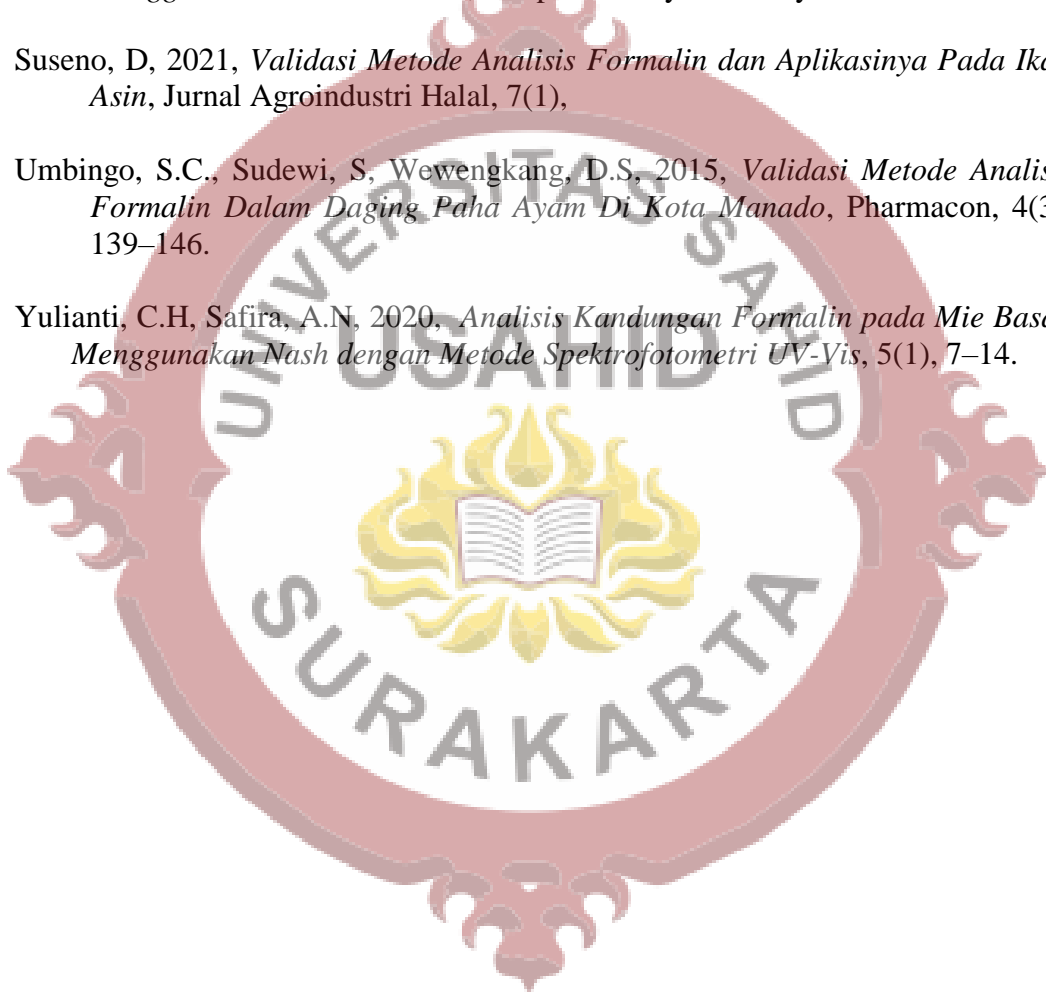 Suseno, D, 2021, Validasi Metode Analisis Formalin dan Aplikasinya Pada Ika
Asin, Jurnal Agroindustri Halal, 7(1),
Umbingo, S.C., Sudewi, S, Wewengkang, D.S, 2015, Validasi Metode Analis
Formalin Dalam Daging Paha Ayam Di Kota Manado, Pharmacon, 4(3
139–146.
Yulianti, C.H, Safira, A.N, 2020, Analisis Kandungan Formalin pada Mie Basa
Menggunakan Nash dengan Metode Spektrofotometri UV-Vis, 5(1), 7–14.
UNIVERSITAS SAHID
USAHID
SURAKARTA